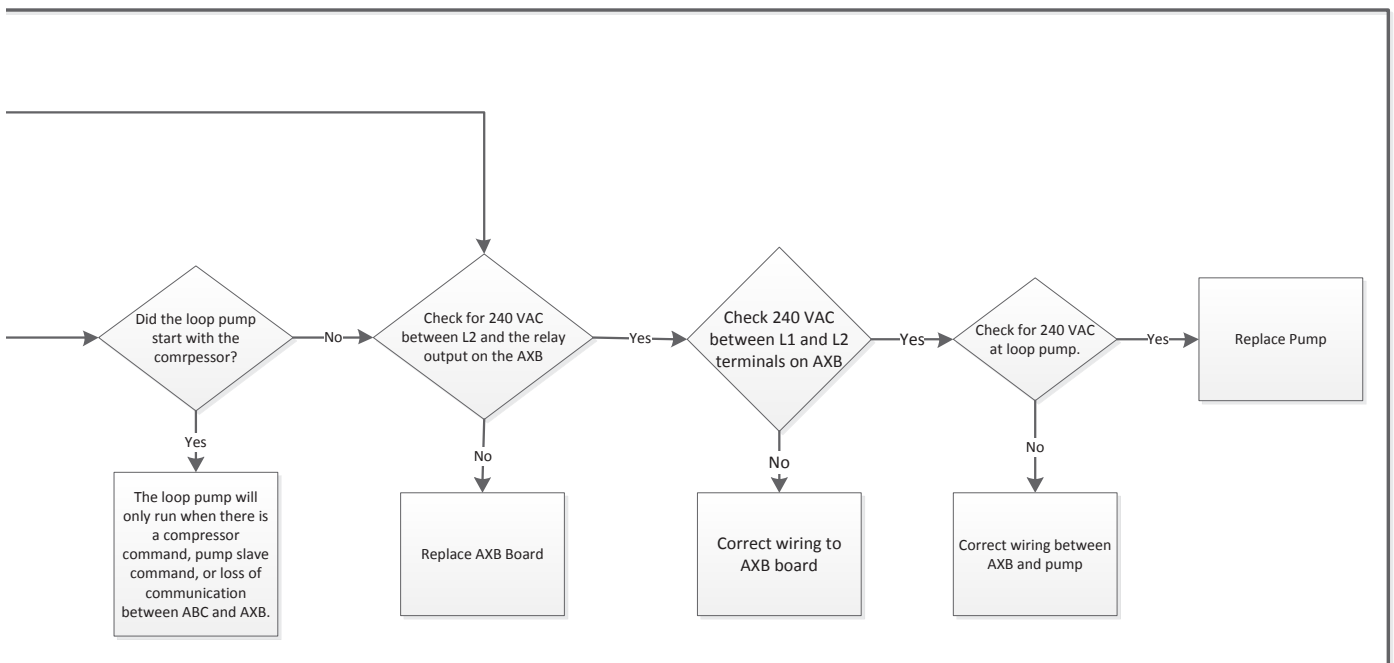 Did the loop pump
start with the
comrpessor?
No
Check for 240 VAC
between L2 and the relay
output on the AXB
Yes
Check 240 VAC
between L1 and L2
terminals on AXB
Yes
Check for 240 VAC
at loop pump.
Yes
Replace Pump
Yes
No
No
No
The loop pump will
only run when there is
a compressor
command, pump slave
command, or loss of
communication
between ABC and AXB.
Replace AXB Board
Correct wiring to
AXB board
Correct wiring between
AXB and pump